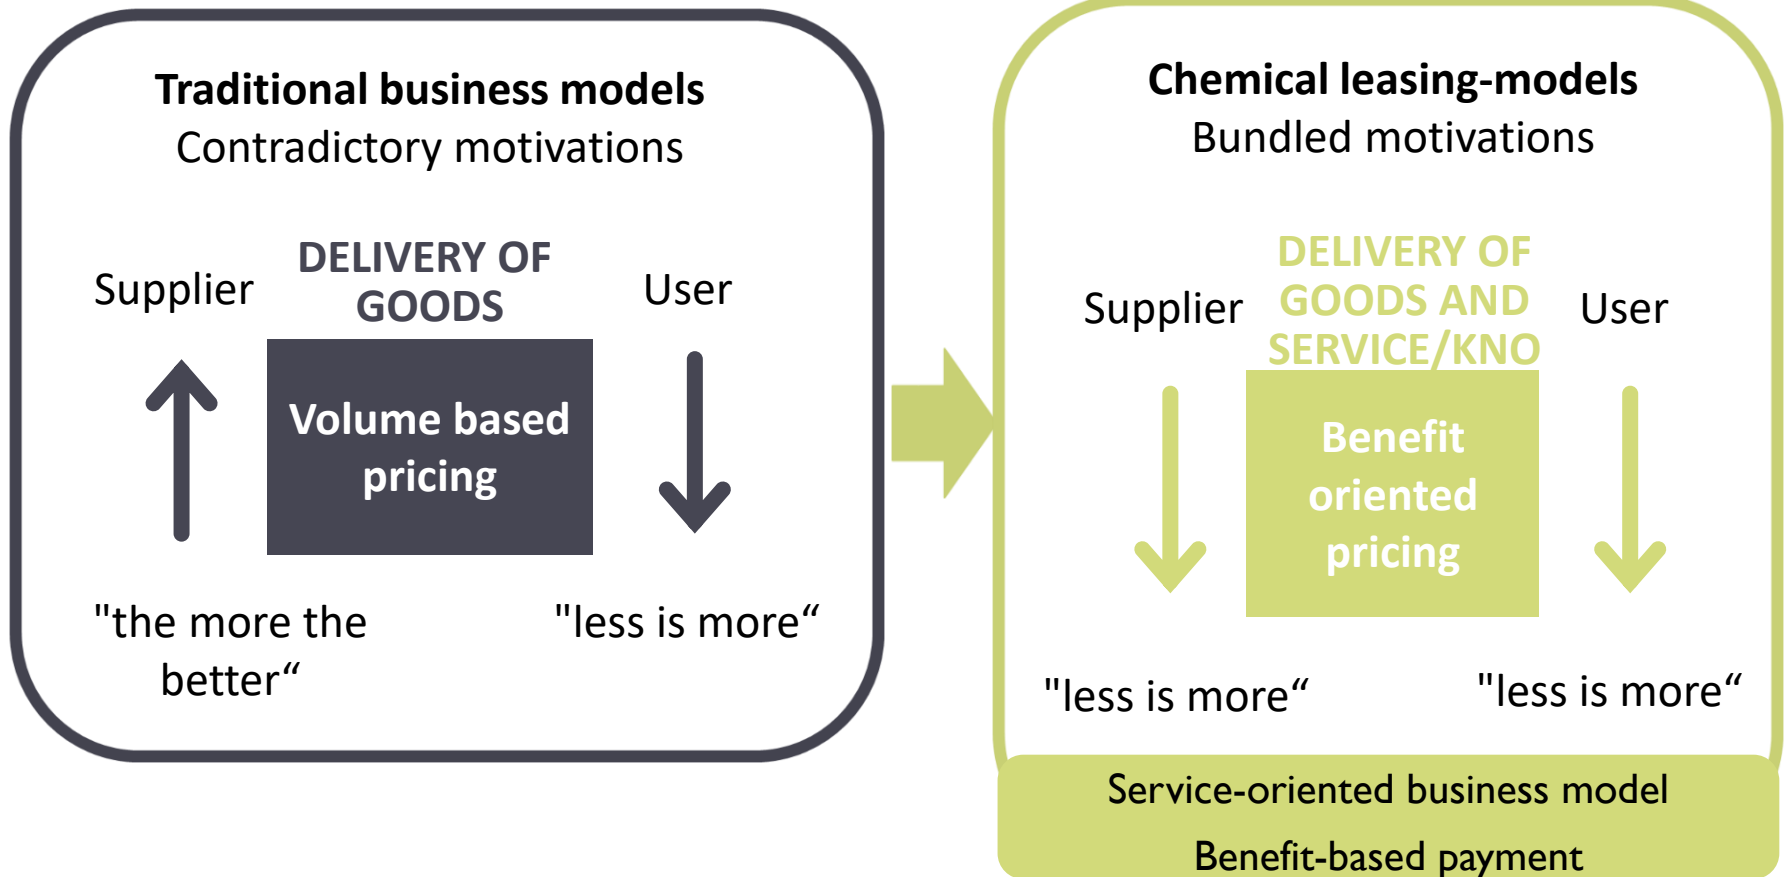 Traditional business models
Contradictory motivations
Supplier
DELIVERY OF
GOODS
User
Volume based
pricing
"the more the
better“
"less is more“
Chemical leasing-models
Bundled motivations
Supplier
DELIVERY OF
GOODS AND
SERVICE/KNO
User
Benefit
oriented
pricing
"less is more“
"less is more“
Service-oriented business model
Benefit-based payment